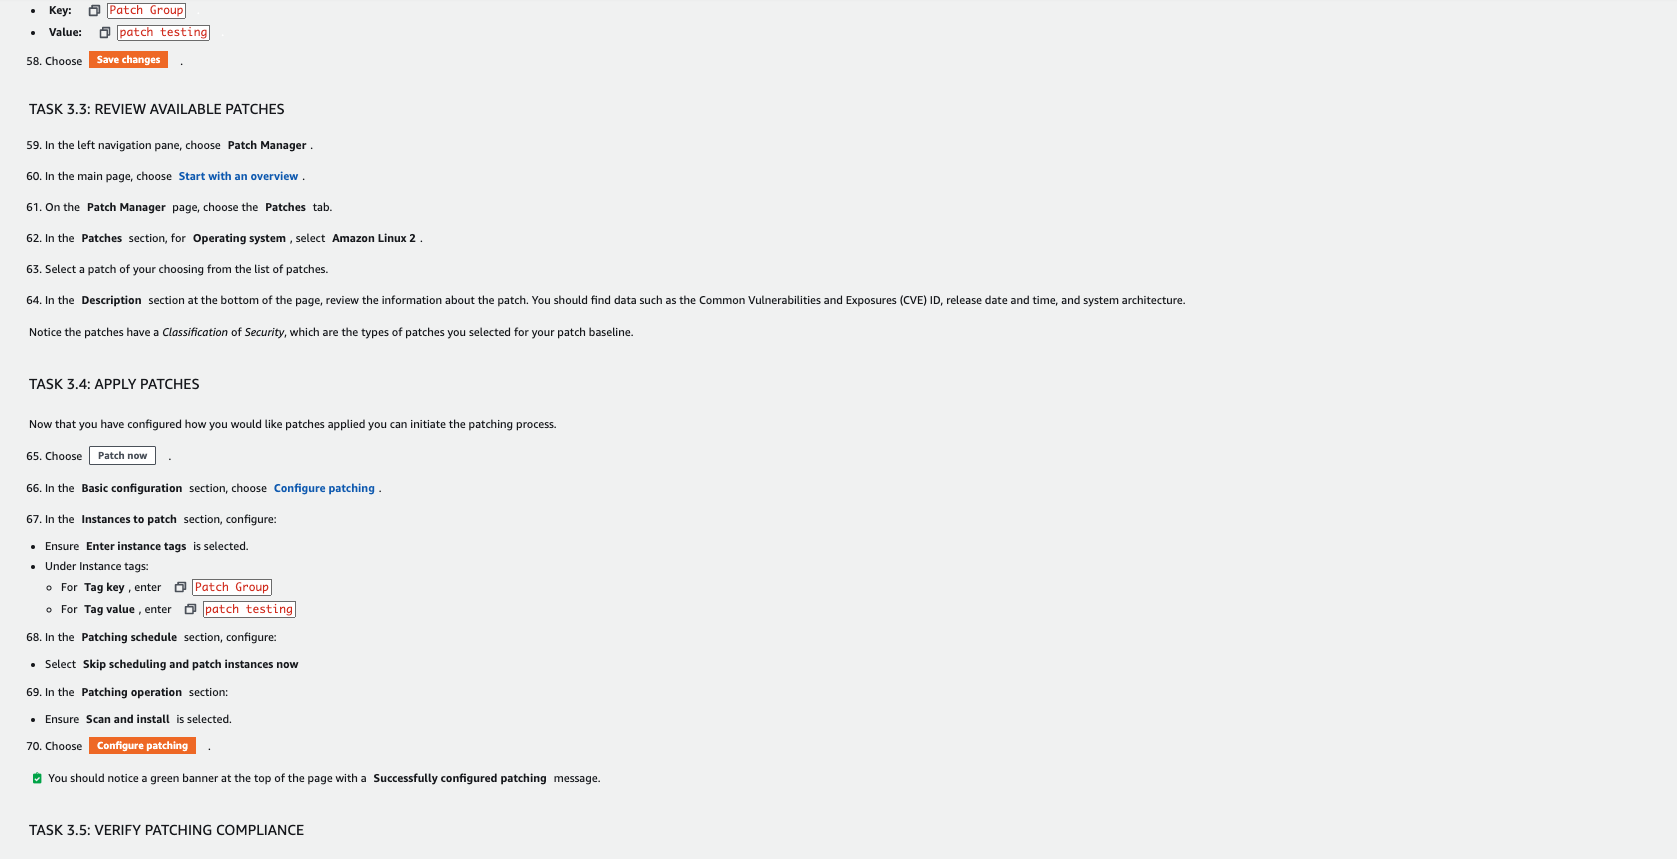 • Key: Patch Group
• Value: patch testing
58. Choose Save changes .
TASK 3.3: REVIEW AVAILABLE PATCHES
59. In the left navigation pane, choose Patch Manager .
60. In the main page, choose Start with an overview .
61. On the Patch Manager page, choose the Patches tab.
62. In the Patches section, for Operating system , select Amazon Linux 2 .
63. Select a patch of your choosing from the list of patches.
64. In the Description section at the bottom of the page, review the information about the patch. You should find data such as the Common Vulnerabilities and Exposures (CVE) ID, release date and time, and system architecture.
Notice the patches have a Classification of Security, which are the types of patches you selected for your patch baseline.
TASK 3.4: APPLY PATCHES
Now that you have configured how you would like patches applied you can initiate the patching process.
65. Choose Patch now .
66. In the Basic configuration section, choose Configure patching .
67. In the Instances to patch section, configure:
• Ensure Enter instance tags is selected.
• Under Instance tags:
◦ For Tag key , enter Patch Group
◦ For Tag value , enter patch testing
68. In the Patching schedule section, configure:
• Select Skip scheduling and patch instances now
69. In the Patching operation section:
• Ensure Scan and install is selected.
70. Choose Configure patching .
You should notice a green banner at the top of the page with a Successfully configured patching message.
TASK 3.5: VERIFY PATCHING COMPLIANCE